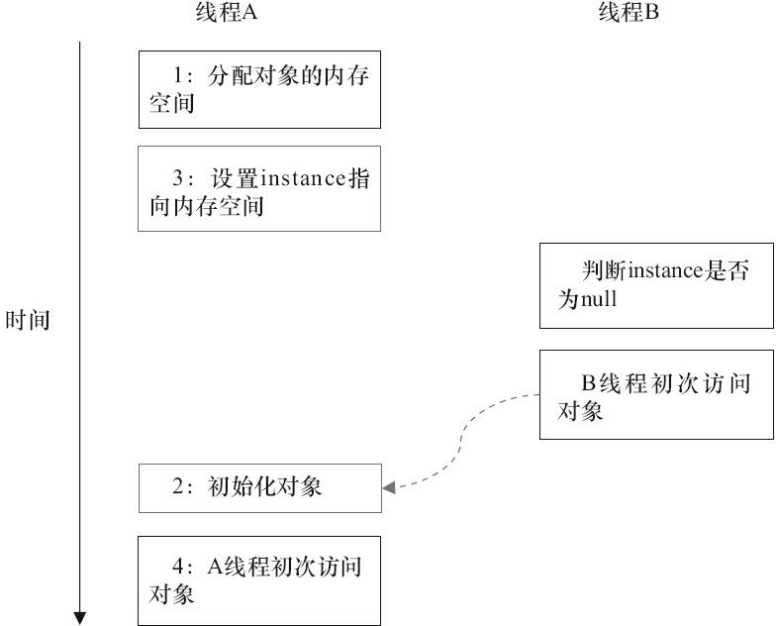 线程A
线程B
1：分配对象的内存
空间
3：设置instance指
向内存空间
判断instance是否
为null
时间
B线程初次访问
对象
2：初始化对象
4：A线程初次访问
对象